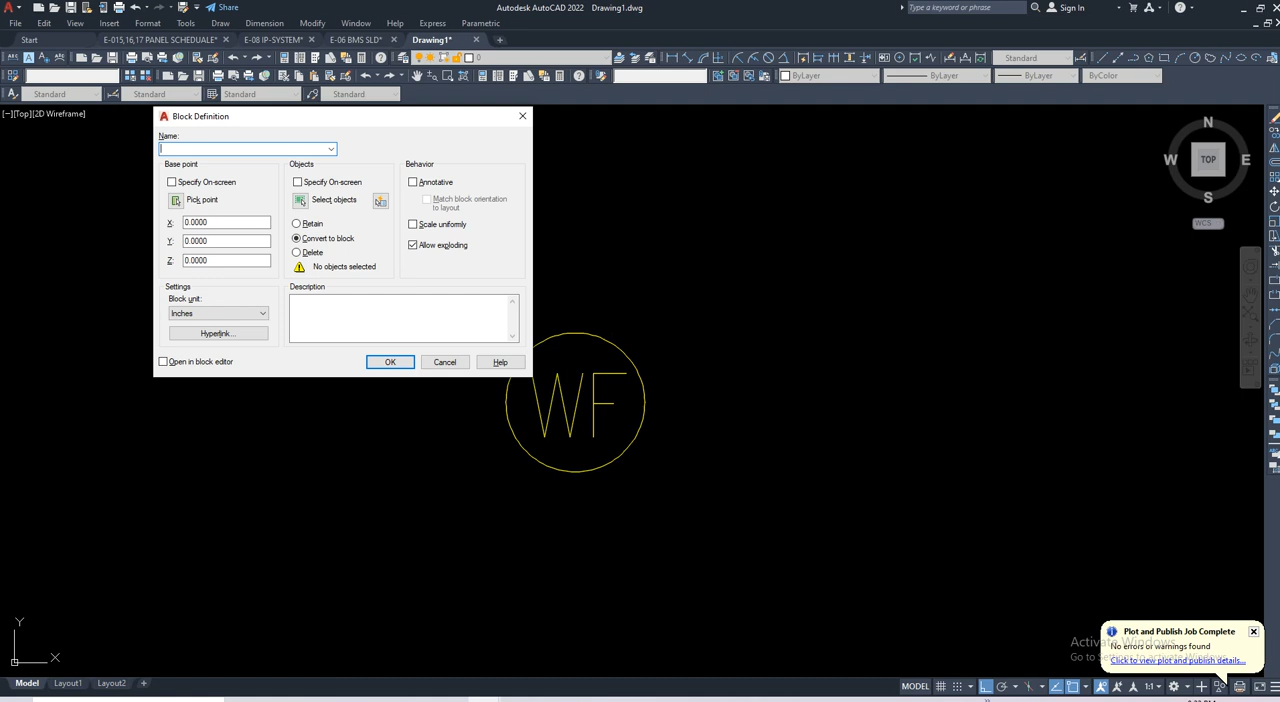 Share
Autodesk AutoCAD 2022 Drawing1.dwg
Type a keyword or phrase
Sign In
File Edit View Insert Format Tools Draw Dimension Modify Window Help Express Parametric
Start
E-015,16,17 PANEL SCHEDUALE*
E-08 IP-SYSTEM*
E-06 BMS SLD*
Drawing1*
0
Standard
ByLayer
ByLayer
ByLayer
ByColor
Standard
Standard
Standard
Standard
[−][Top][2D Wireframe]
Block Definition
Name:
Base point
Specify On-screen
Pick point
X: 0.0000
Y: 0.0000
Z: 0.0000
Objects
Specify On-screen
Select objects
Retain
Convert to block
Delete
No objects selected
Behavior
Annotative
Match block orientation
to layout
Scale uniformly
Allow exploding
Settings
Block unit:
Inches
Hyperlink...
Description
Open in block editor
OK
Cancel
Help
WF
N
W
TOP
E
S
WCS
Y
X
Plot and Publish Job Complete
No errors or warnings found
Click to view plot and publish details...
Model
Layout1
Layout2
MODEL
1:1